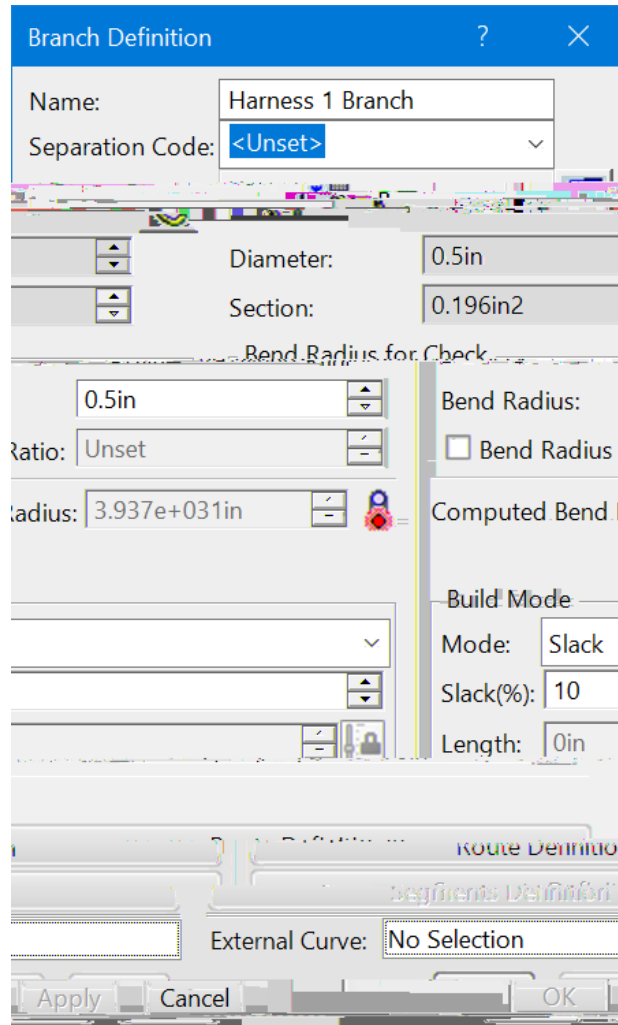 Branch Definition ? ×
Name: Harness 1 Branch
Separation Code: <Unset>
Diameter: 0.5in
Section: 0.196in2
Bend Radius for Check
0.5in Bend Radius:
Ratio: Unset Bend Radius
Radius: 3.937e+031in Computed Bend
Build Mode
Mode: Slack
Slack(%): 10
Length: 0in
Route Definitio
Segments Definition
External Curve: No Selection
Apply Cancel OK